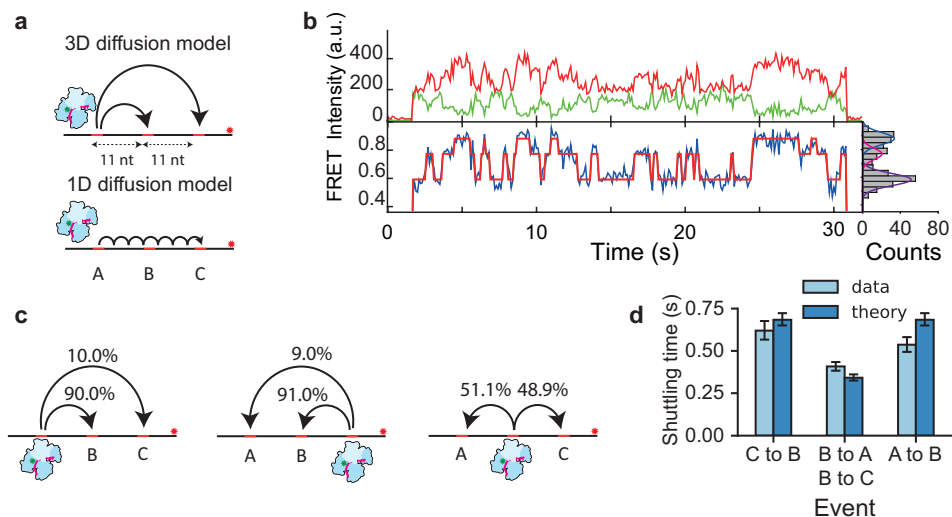 a
3D diffusion model
11 nt
11 nt
1D diffusion model
A
B
C
b
Intensity (a.u.)
400
200
0
FRET
0.8
0.6
0.4
0
10
20
30
Time (s)
0
40
80
Counts
c
10.0%
90.0%
B
C
9.0%
91.0%
A
B
51.1%
48.9%
A
C
d
data
theory
Shuttling time (s)
0.75
0.50
0.25
0.00
C to B
B to A
B to C
A to B
Event